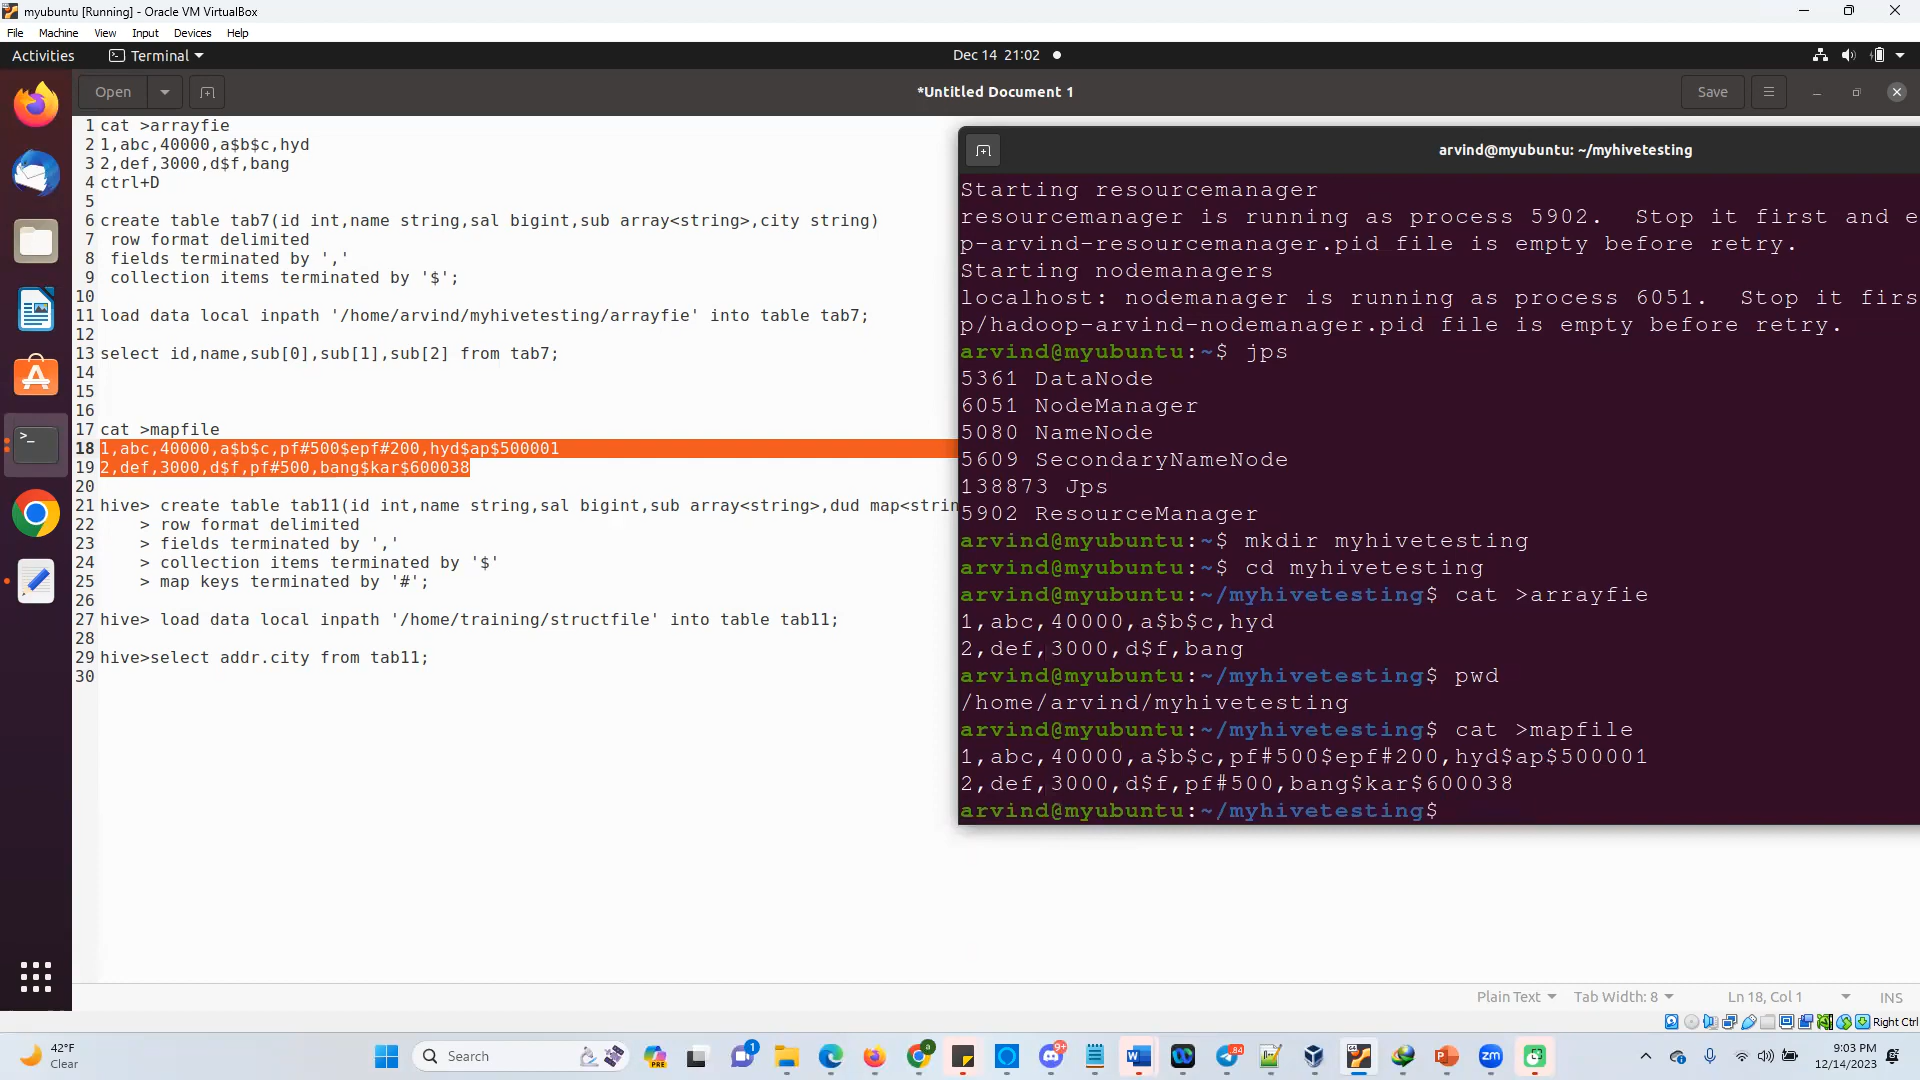 myubuntu [Running] - Oracle VM VirtualBox
File Machine View Input Devices Help
Activities Terminal Dec 14 21:02
Open *Untitled Document 1 Save
1 cat >arrayfie
2 1,abc,40000,a$b$c,hyd
3 2,def,3000,d$f,bang
4 ctrl+D
5
6 create table tab7(id int,name string,sal bigint,sub array<string>,city string)
7 row format delimited
8 fields terminated by ','
9 collection items terminated by '$';
10
11 load data local inpath '/home/arvind/myhivetesting/arrayfie' into table tab7;
12
13 select id,name,sub[0],sub[1],sub[2] from tab7;
14
15
16
17 cat >mapfile
18 1,abc,40000,a$b$c,pf#500$epf#200,hyd$ap$500001
19 2,def,3000,d$f,pf#500,bang$kar$600038
20
21 hive> create table tab11(id int,name string,sal bigint,sub array<string>,dud map<strin
22 > row format delimited
23 > fields terminated by ','
24 > collection items terminated by '$'
25 > map keys terminated by '#';
26
27 hive> load data local inpath '/home/training/structfile' into table tab11;
28
29 hive>select addr.city from tab11;
30
arvind@myubuntu: ~/myhivetesting
Starting resourcemanager
resourcemanager is running as process 5902.  Stop it first and e
p-arvind-resourcemanager.pid file is empty before retry.
Starting nodemanagers
localhost: nodemanager is running as process 6051.  Stop it firs
p/hadoop-arvind-nodemanager.pid file is empty before retry.
arvind@myubuntu:~$ jps
5361 DataNode
6051 NodeManager
5080 NameNode
5609 SecondaryNameNode
138873 Jps
5902 ResourceManager
arvind@myubuntu:~$ mkdir myhivetesting
arvind@myubuntu:~$ cd myhivetesting
arvind@myubuntu:~/myhivetesting$ cat >arrayfie
1,abc,40000,a$b$c,hyd
2,def,3000,d$f,bang
arvind@myubuntu:~/myhivetesting$ pwd
/home/arvind/myhivetesting
arvind@myubuntu:~/myhivetesting$ cat >mapfile
1,abc,40000,a$b$c,pf#500$epf#200,hyd$ap$500001
2,def,3000,d$f,pf#500,bang$kar$600038
arvind@myubuntu:~/myhivetesting$
Plain Text Tab Width: 8 Ln 18, Col 1 INS
Right Ctrl
42°F
Clear
Search
9:03 PM
12/14/2023